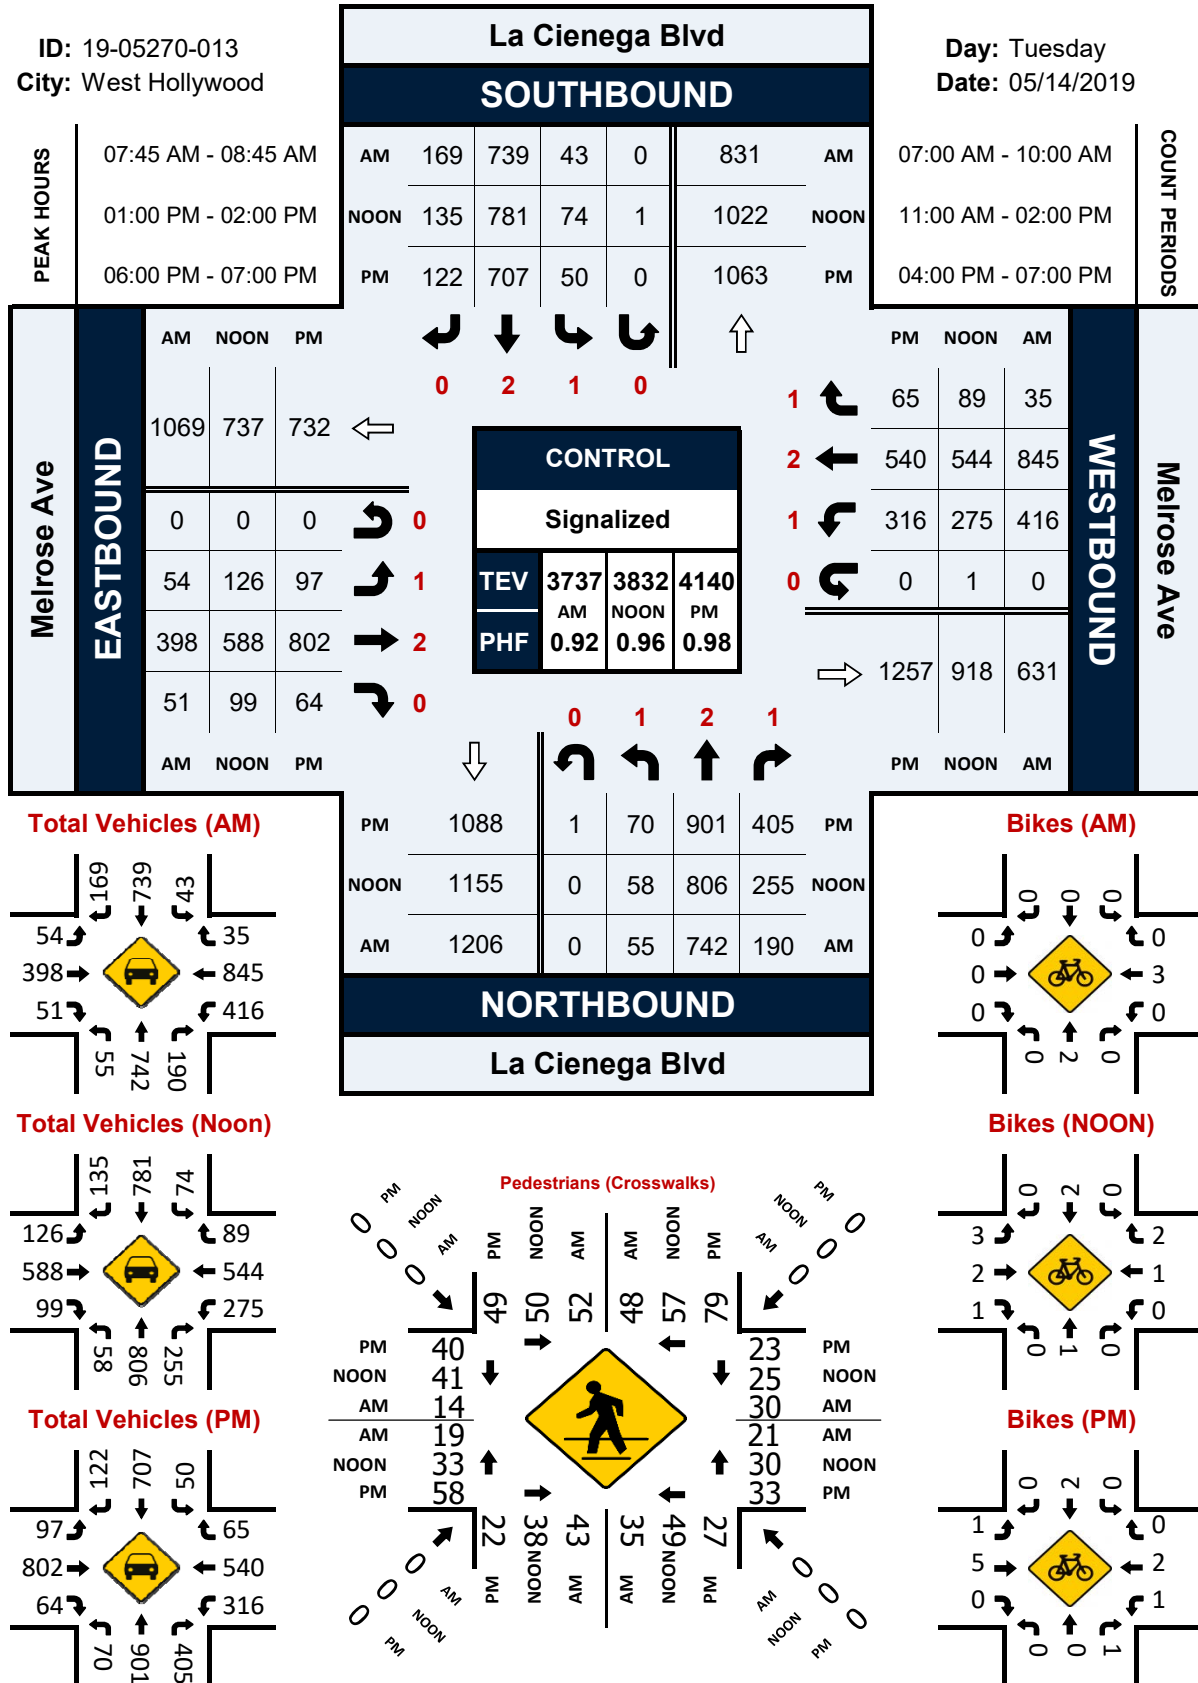 La Cienega Blvd
ID: 19-05270-013
Day: Tuesday
City: West Hollywood
SOUTHBOUND
Date: 05/14/2019
PEAK HOURS
07:45 AM - 08:45 AM
AM 169 739 43 0 831 AM
07:00 AM - 10:00 AM
COUNT PERIODS
01:00 PM - 02:00 PM
NOON 135 781 74 1 1022 NOON
11:00 AM - 02:00 PM
06:00 PM - 07:00 PM
PM 122 707 50 0 1063 PM
04:00 PM - 07:00 PM
0 2 1 0
Melrose Ave
EASTBOUND
AM NOON PM
1069 737 732
0 0 0 0
54 126 97 1
398 588 802 2
51 99 64 0
AM NOON PM
CONTROL
Signalized
TEV 3737 3832 4140
AM NOON PM
PHF 0.92 0.96 0.98
PM NOON AM
1 65 89 35
2 540 544 845
1 316 275 416
0 0 1 0
1257 918 631
PM NOON AM
WESTBOUND
Melrose Ave
0 1 2 1
PM 1088 1 70 901 405 PM
NOON 1155 0 58 806 255 NOON
AM 1206 0 55 742 190 AM
NORTHBOUND
La Cienega Blvd
Total Vehicles (AM)
169 739 43
54 35
398 845
51 416
55 742 190
Bikes (AM)
0 0 0
0 0
0 3
0 0
0 2 0
Total Vehicles (Noon)
135 781 74
126 89
588 544
99 275
58 806 255
Bikes (NOON)
0 2 0
3 2
2 1
1 0
0 1 0
Total Vehicles (PM)
122 707 50
97 65
802 540
64 316
70 901 405
Bikes (PM)
0 2 0
1 0
5 2
0 1
0 0 1
Pedestrians (Crosswalks)
PM NOON AM
0 0 0
PM NOON AM AM NOON PM
49 50 52 48 57 79
PM NOON AM
0 0 0
PM 40 23 PM
NOON 41 25 NOON
AM 14 30 AM
AM 19 21 AM
NOON 33 30 NOON
PM 58 33 PM
22 38 43 35 49 27
PM NOON AM AM NOON PM
0 0 0
AM NOON PM
0 0 0
AM NOON PM